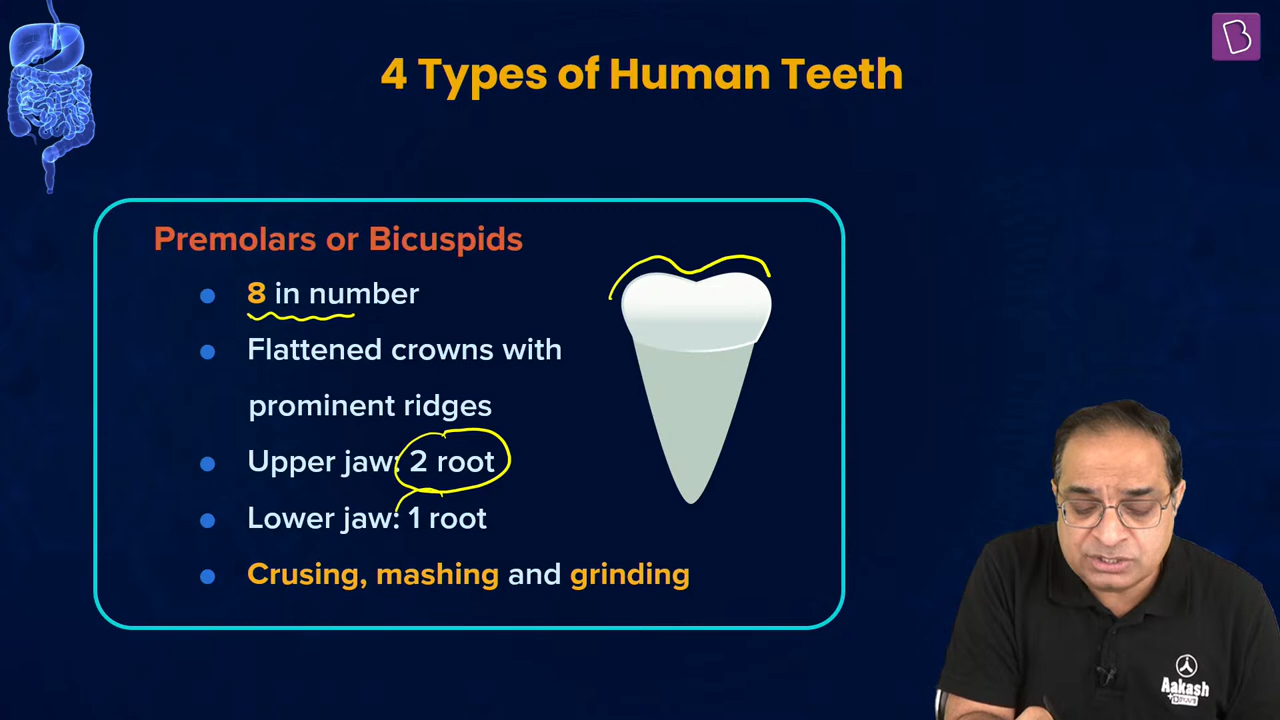 4 Types of Human Teeth
Premolars or Bicuspids
8 in number
Flattened crowns with
prominent ridges
Upper jaw: 2 root
Lower jaw: 1 root
Crusing, mashing and grinding
Aakash